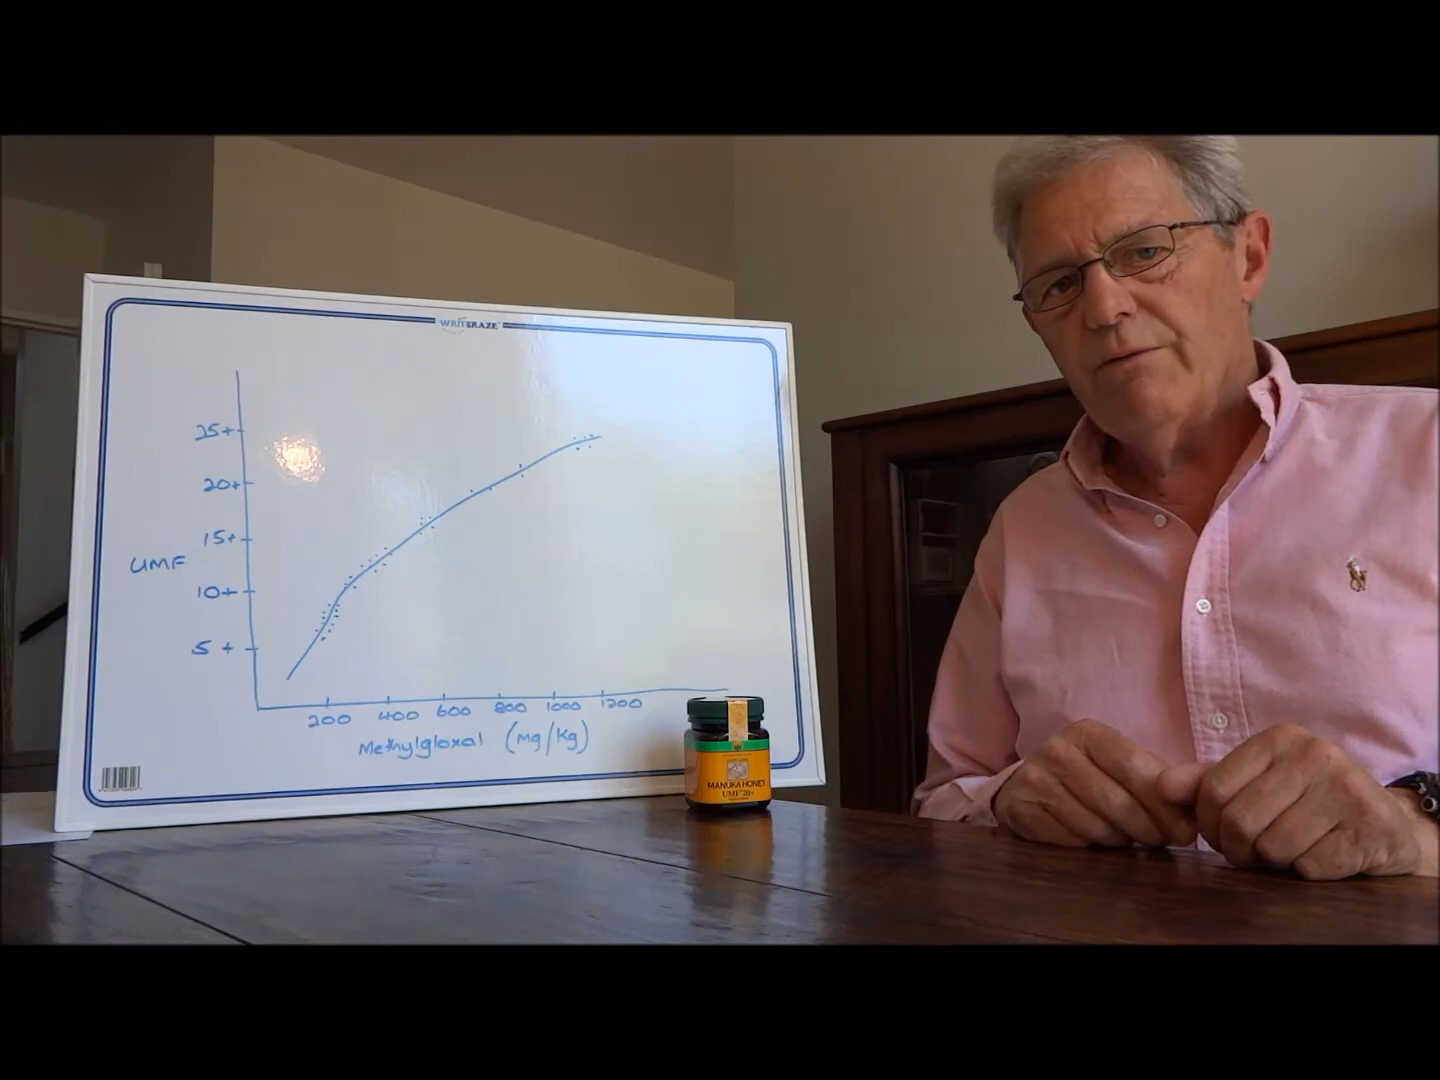 WRITERAZE
25+
20+
15+
UMF
10+
5+
200 400 600 800 1000 1200
Methylgloxal (Mg/Kg)
MANUKA HONEY
UMF 20+